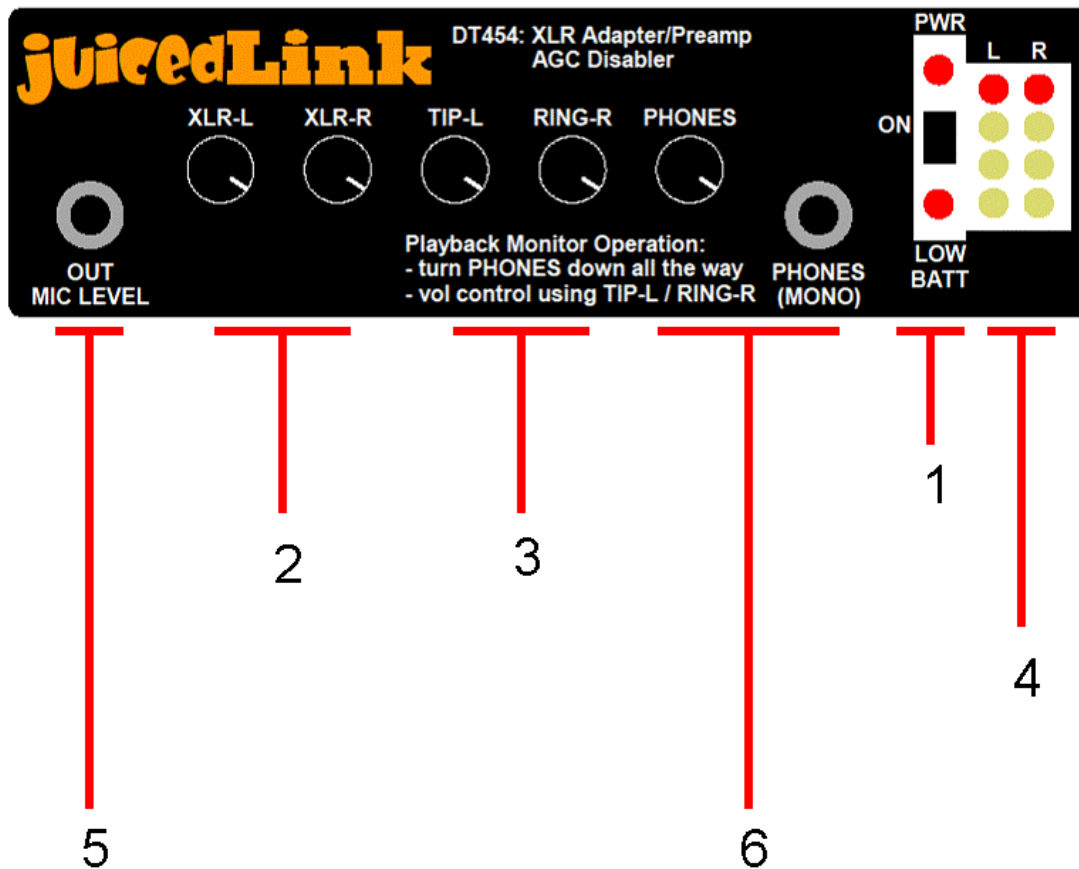 juicedLink
DT454: XLR Adapter/Preamp
AGC Disabler
PWR
L R
XLR-L XLR-R TIP-L RING-R PHONES
ON
OUT
MIC LEVEL
Playback Monitor Operation:
- turn PHONES down all the way
- vol control using TIP-L / RING-R
PHONES
(MONO)
LOW
BATT
1
2
3
4
5
6